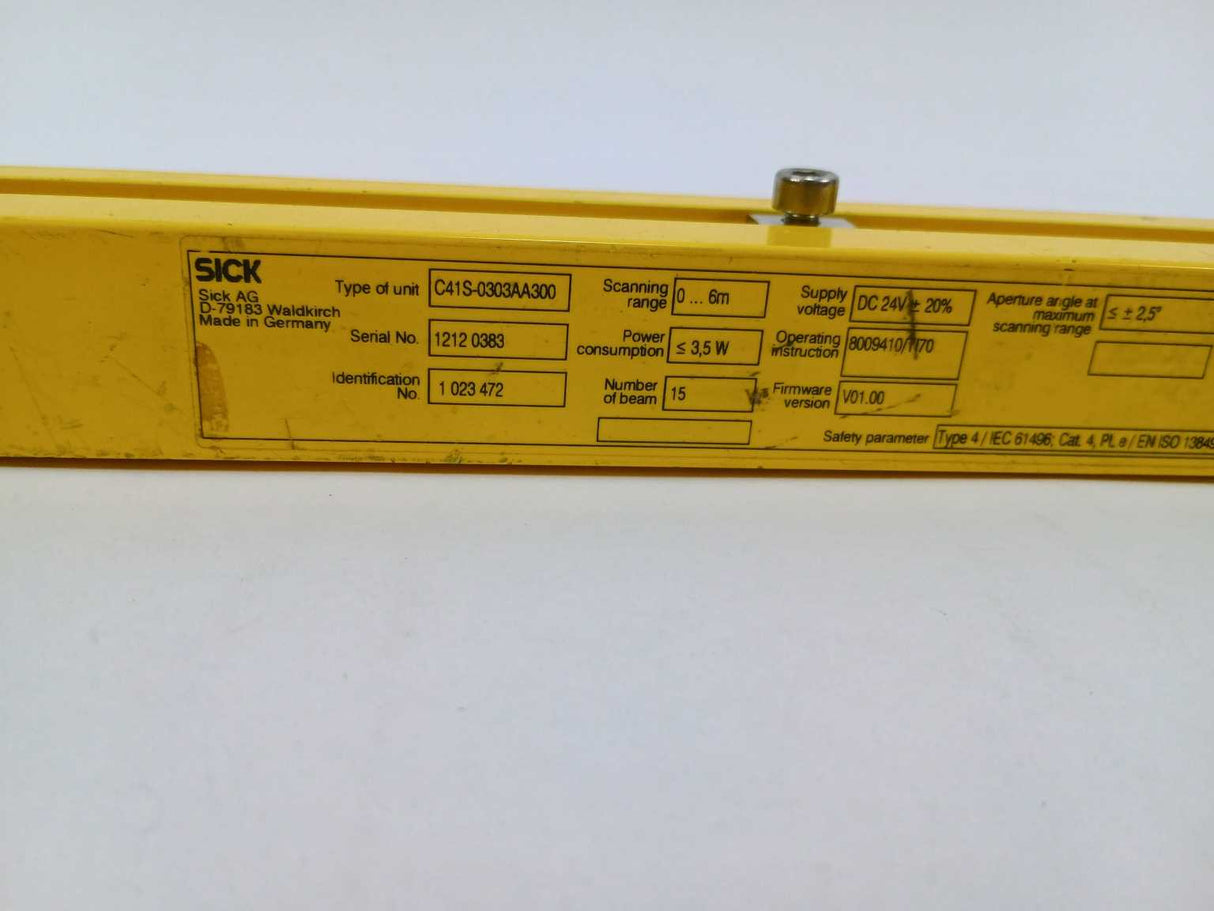 SICK
Sick AG
D-79183 Waldkirch
Made in Germany
Type of unit C41S-0303AA300
Serial No. 1212 0383
Identification
No. 1 023 472
Scanning
range 0 ... 6m
Power
consumption ≤ 3,5 W
Number
of beam 15
Supply
voltage DC 24V ± 20%
Operating
instruction 8009410/ /70
Firmware
version V01.00
Aperture angle at
maximum
scanning range ≤ ± 2,5°
Safety parameter Type 4 / IEC 61496; Cat. 4, PL e / EN ISO 13849